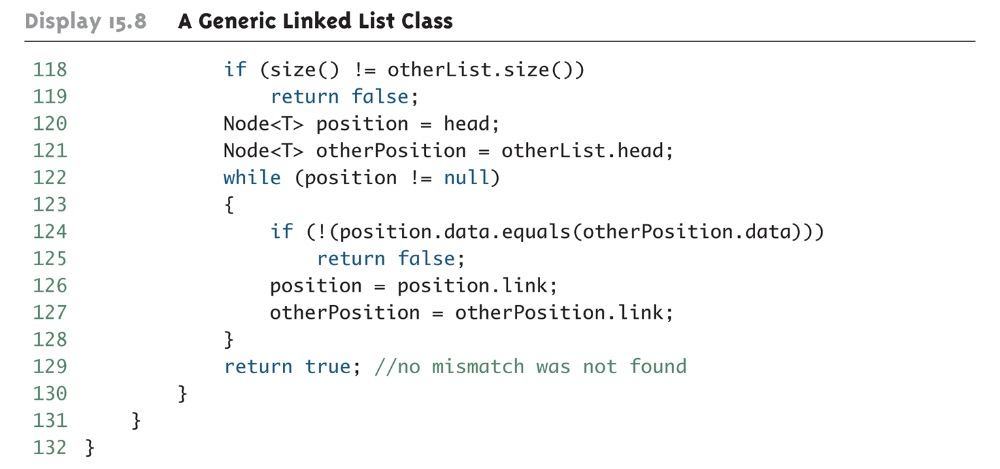 Display 15.8 A Generic Linked List Class
118 if (size() != otherList.size())
119 return false;
120 Node<T> position = head;
121 Node<T> otherPosition = otherList.head;
122 while (position != null)
123 {
124 if (!(position.data.equals(otherPosition.data)))
125 return false;
126 position = position.link;
127 otherPosition = otherPosition.link;
128 }
129 return true; //no mismatch was not found
130 }
131 }
132 }